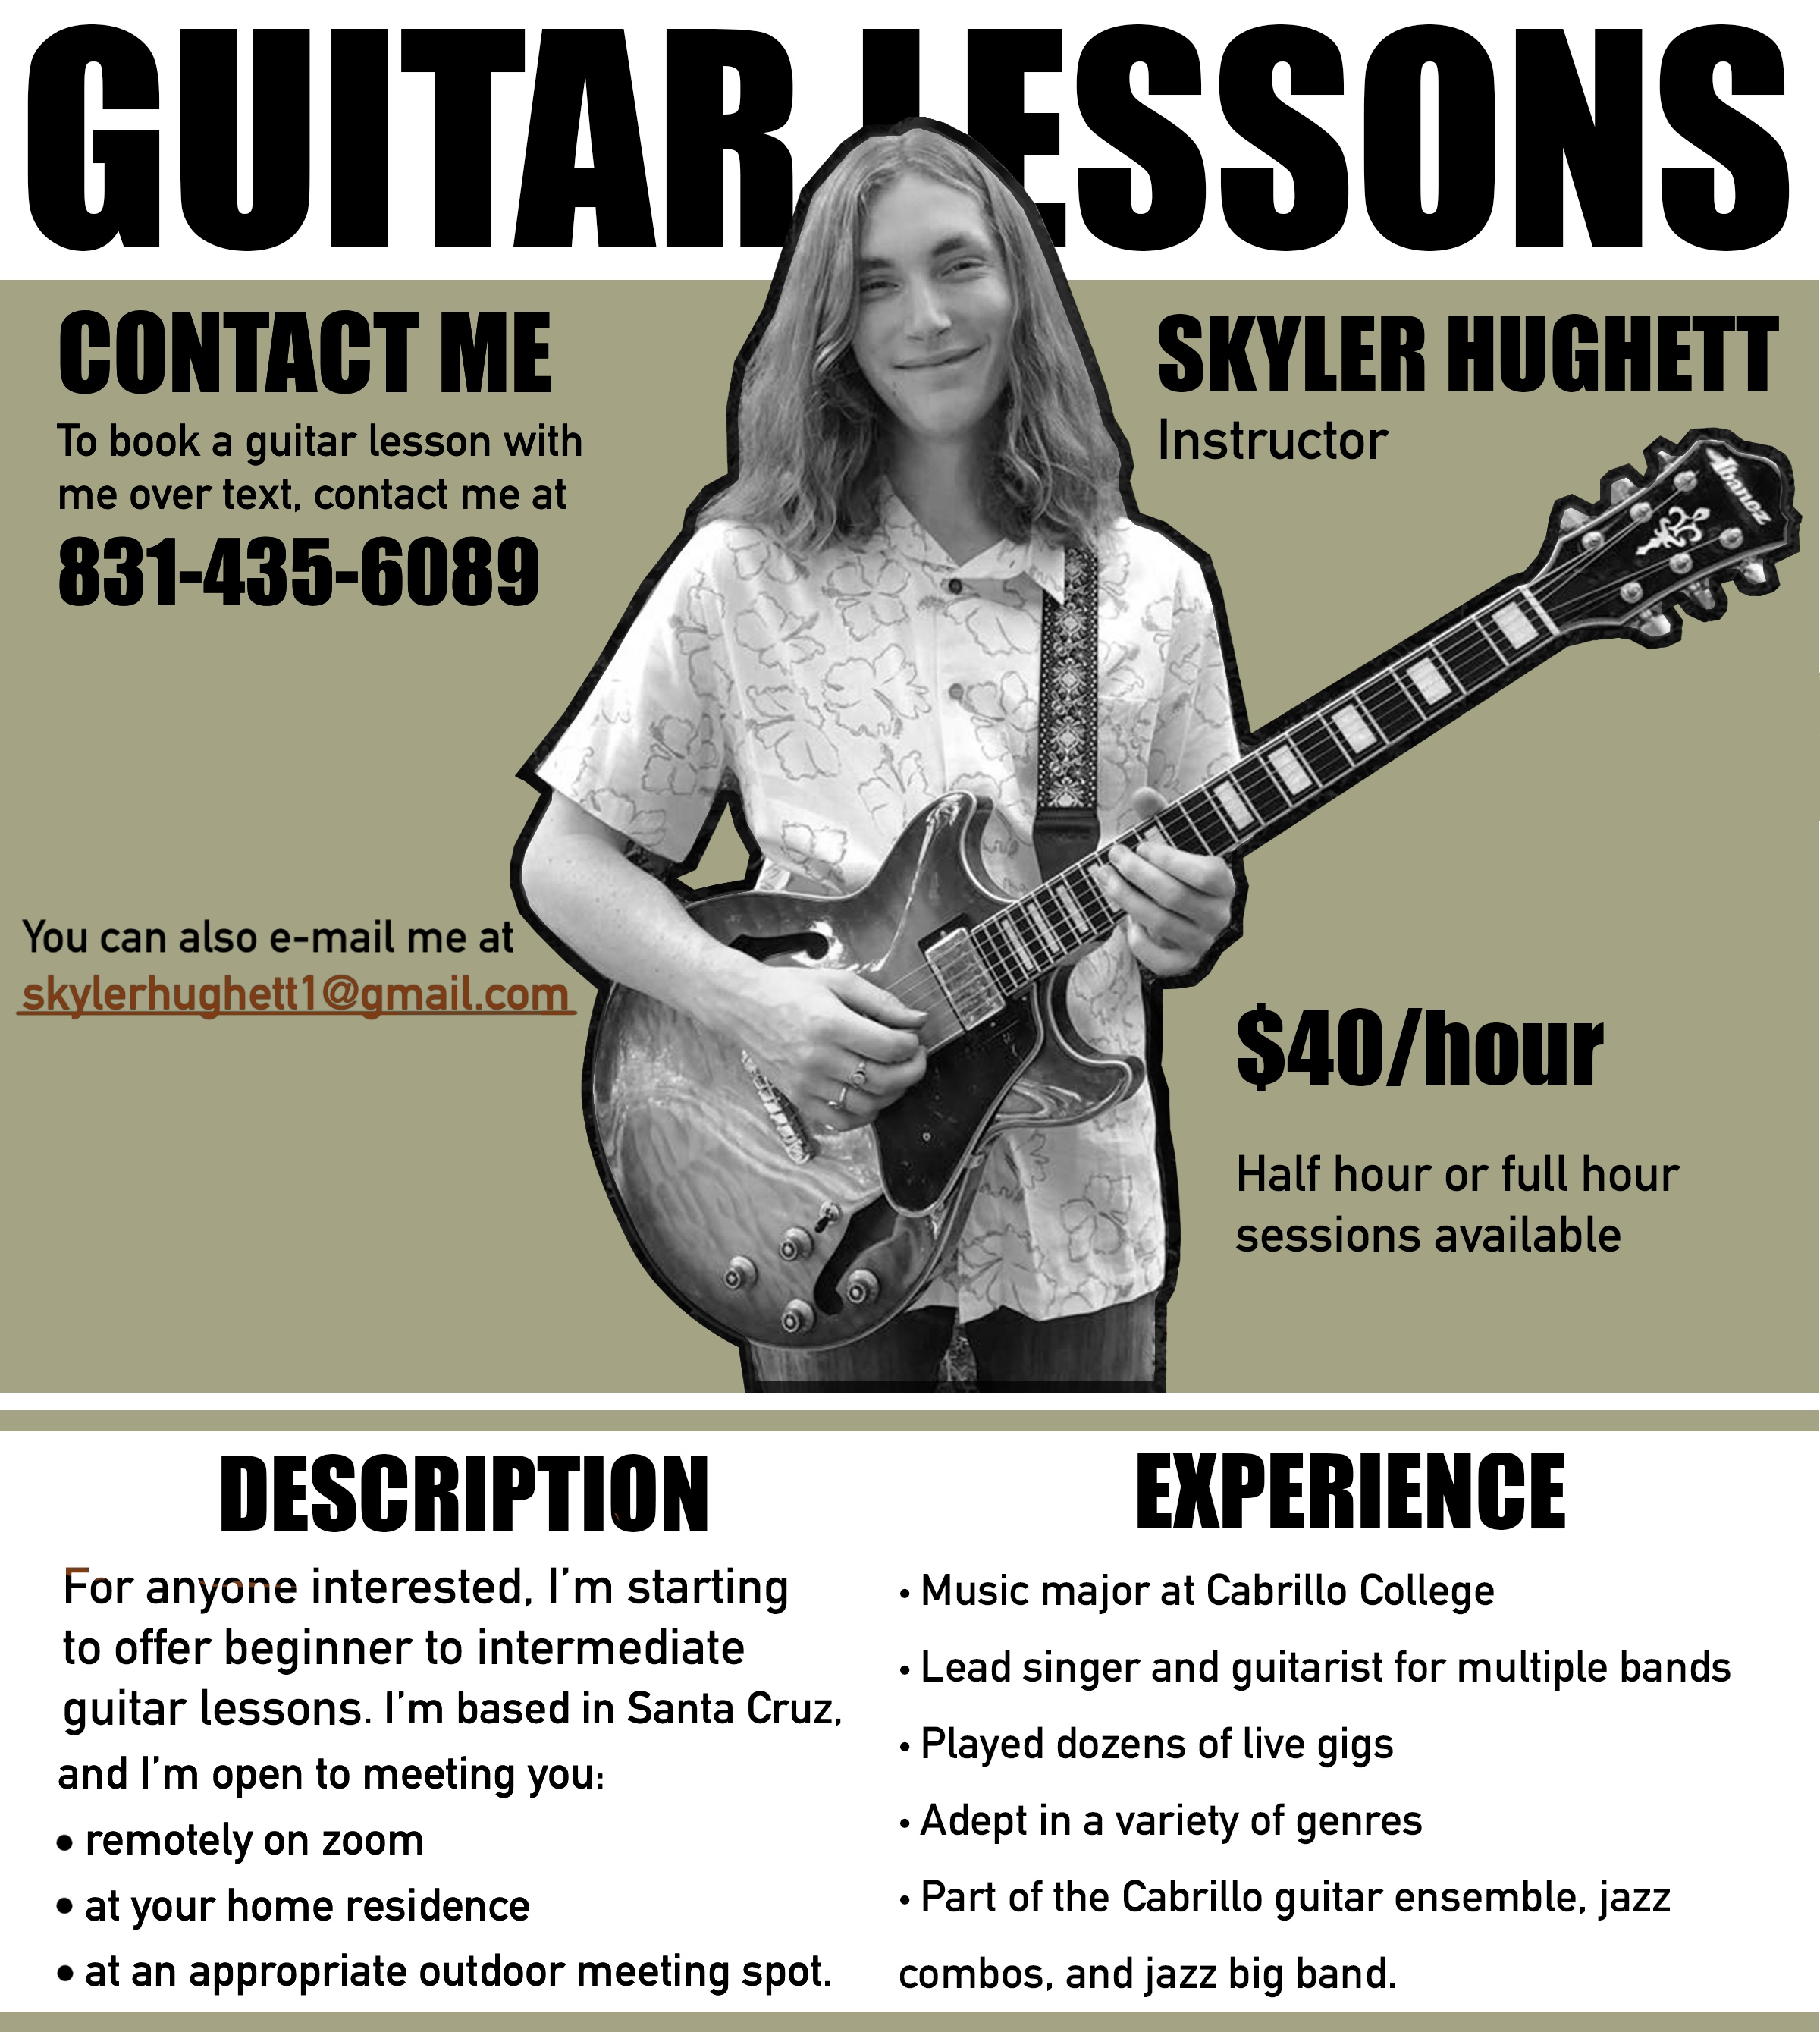 GUITAR LESSONS
CONTACT ME
To book a guitar lesson with
me over text, contact me at
831-435-6089
You can also e-mail me at
skylerhughett1@gmail.com
SKYLER HUGHETT
Instructor
Ibanez
$40/hour
Half hour or full hour
sessions available
DESCRIPTION
For anyone interested, I'm starting
to offer beginner to intermediate
guitar lessons. I'm based in Santa Cruz,
and I'm open to meeting you:
• remotely on zoom
• at your home residence
• at an appropriate outdoor meeting spot.
EXPERIENCE
• Music major at Cabrillo College
• Lead singer and guitarist for multiple bands
• Played dozens of live gigs
• Adept in a variety of genres
• Part of the Cabrillo guitar ensemble, jazz
combos, and jazz big band.